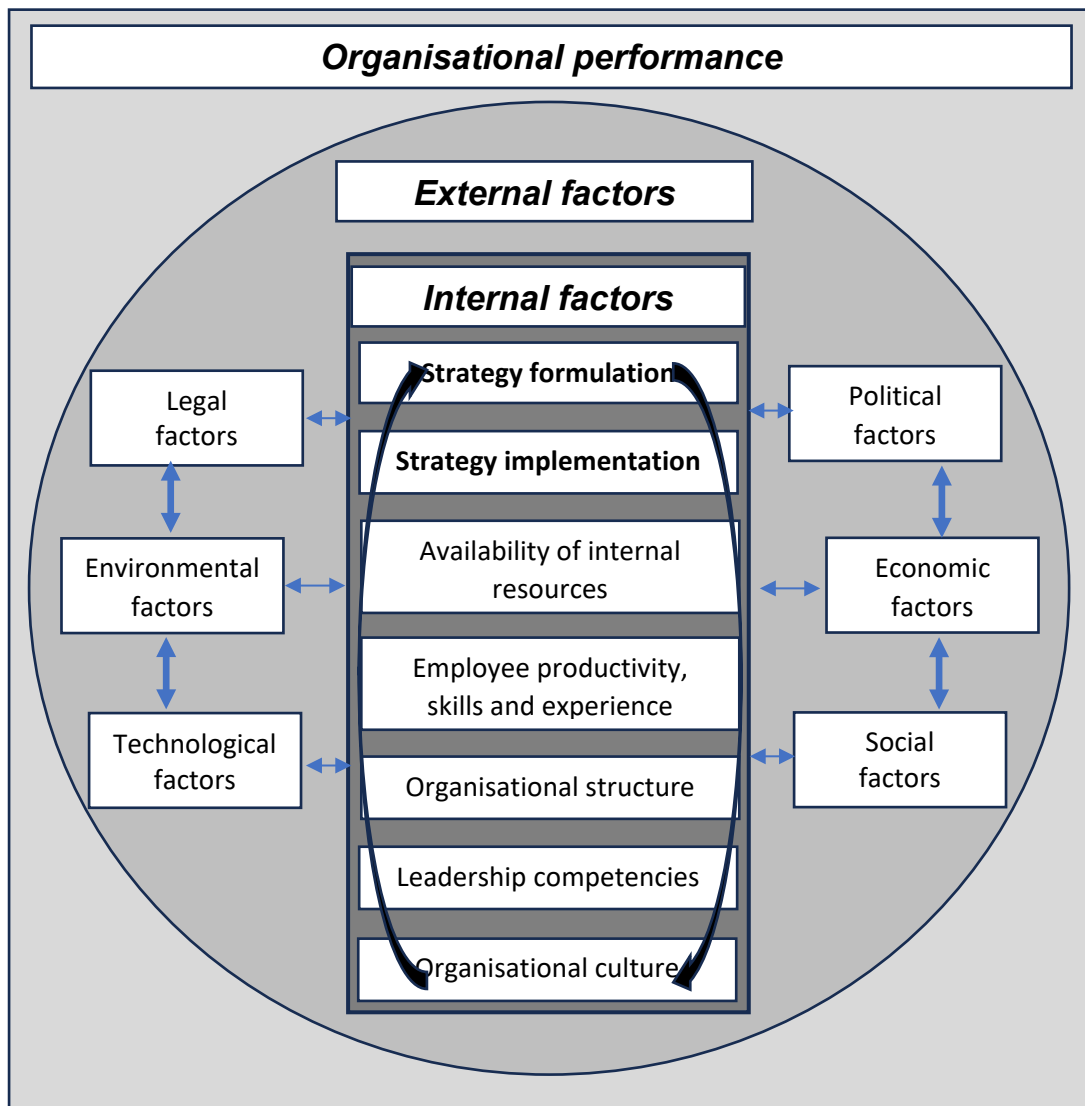 Organisational performance
External factors
Internal factors
Strategy formulation
Strategy implementation
Availability of internal
resources
Employee productivity,
skills and experience
Organisational structure
Leadership competencies
Organisational culture
Legal
factors
Environmental
factors
Technological
factors
Political
factors
Economic
factors
Social
factors